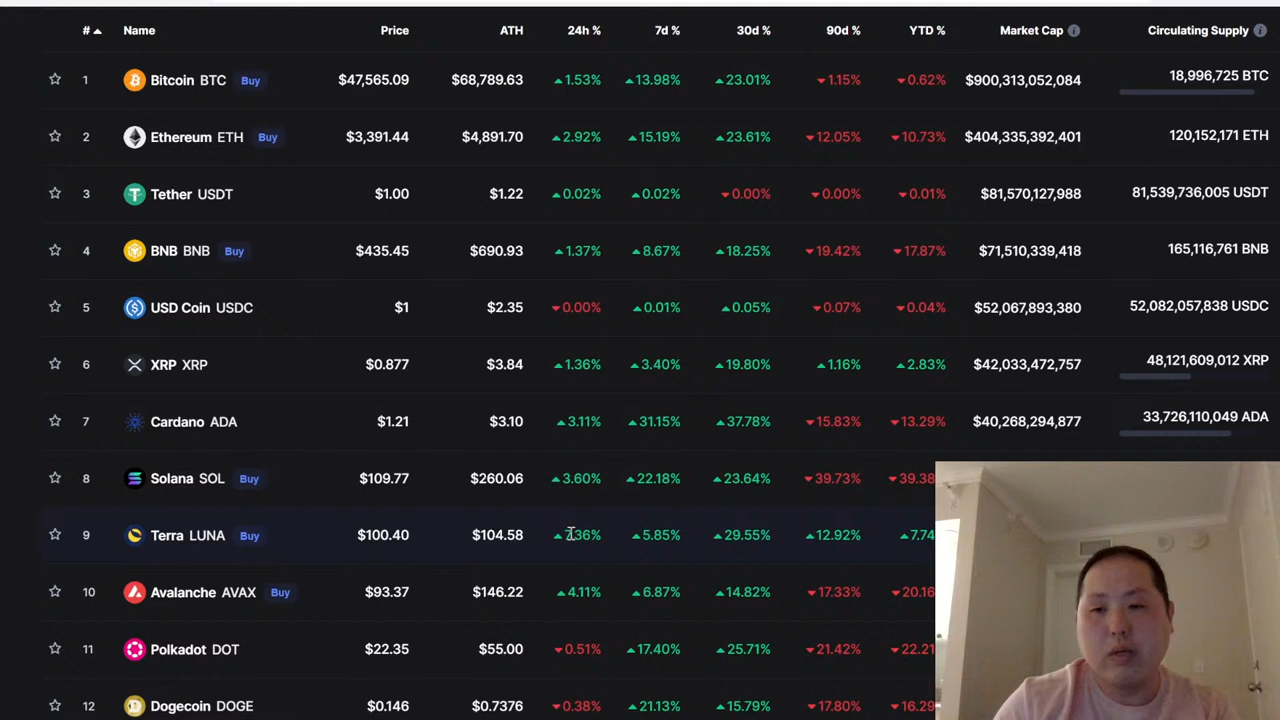 # Name Price ATH 24h % 7d % 30d % 90d % YTD % Market Cap Circulating Supply
1 Bitcoin BTC Buy $47,565.09 $68,789.63 1.53% 13.98% 23.01% 1.15% 0.62% $900,313,052,084 18,996,725 BTC
2 Ethereum ETH Buy $3,391.44 $4,891.70 2.92% 15.19% 23.61% 12.05% 10.73% $404,335,392,401 120,152,171 ETH
3 Tether USDT $1.00 $1.22 0.02% 0.02% 0.00% 0.00% 0.01% $81,570,127,988 81,539,736,005 USDT
4 BNB BNB Buy $435.45 $690.93 1.37% 8.67% 18.25% 19.42% 17.87% $71,510,339,418 165,116,761 BNB
5 USD Coin USDC $1 $2.35 0.00% 0.01% 0.05% 0.07% 0.04% $52,067,893,380 52,082,057,838 USDC
6 XRP XRP $0.877 $3.84 1.36% 3.40% 19.80% 1.16% 2.83% $42,033,472,757 48,121,609,012 XRP
7 Cardano ADA $1.21 $3.10 3.11% 31.15% 37.78% 15.83% 13.29% $40,268,294,877 33,726,110,049 ADA
8 Solana SOL Buy $109.77 $260.06 3.60% 22.18% 23.64% 39.73% 39.38
9 Terra LUNA Buy $100.40 $104.58 5.85% 29.55% 12.92% 7.74
10 Avalanche AVAX Buy $93.37 $146.22 4.11% 6.87% 14.82% 17.33% 20.16
11 Polkadot DOT $22.35 $55.00 0.51% 17.40% 25.71% 21.42% 22.21
12 Dogecoin DOGE $0.146 $0.7376 0.38% 21.13% 15.79% 17.80% 16.29